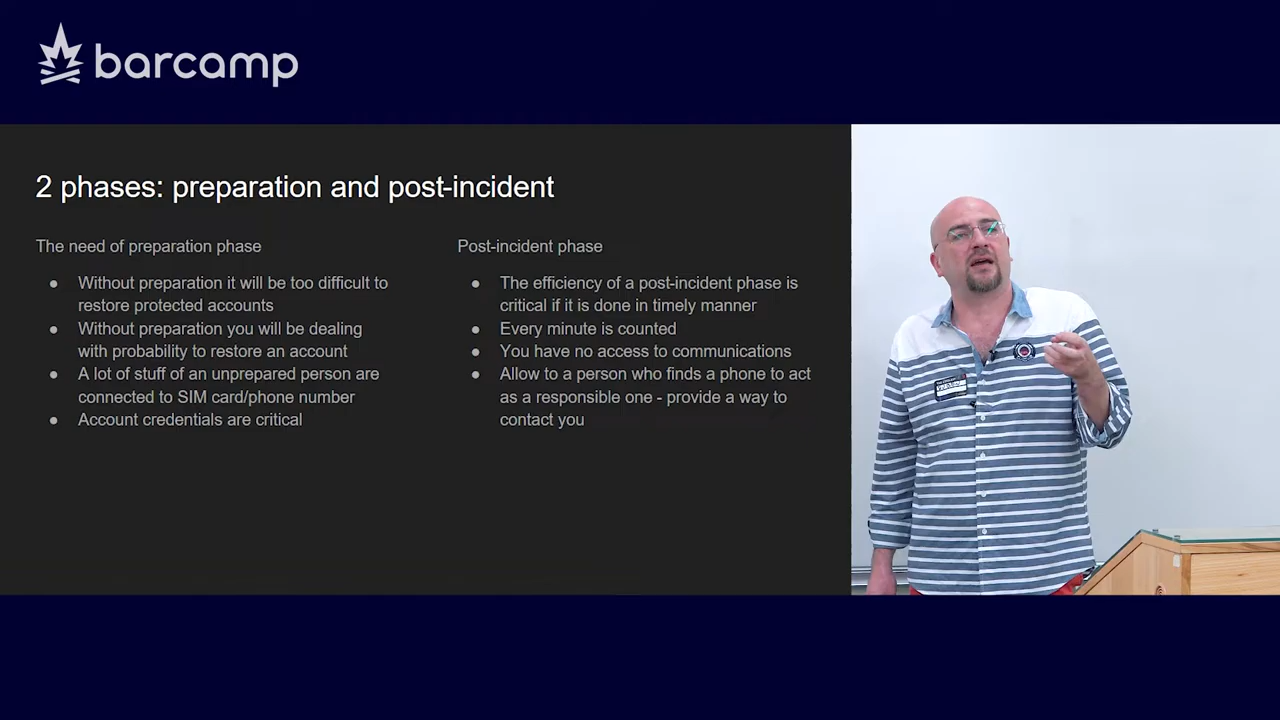 barcamp
2 phases: preparation and post-incident
The need of preparation phase
● Without preparation it will be too difficult to
restore protected accounts
● Without preparation you will be dealing
with probability to restore an account
● A lot of stuff of an unprepared person are
connected to SIM card/phone number
● Account credentials are critical
Post-incident phase
● The efficiency of a post-incident phase is
critical if it is done in timely manner
● Every minute is counted
● You have no access to communications
● Allow to a person who finds a phone to act
as a responsible one - provide a way to
contact you